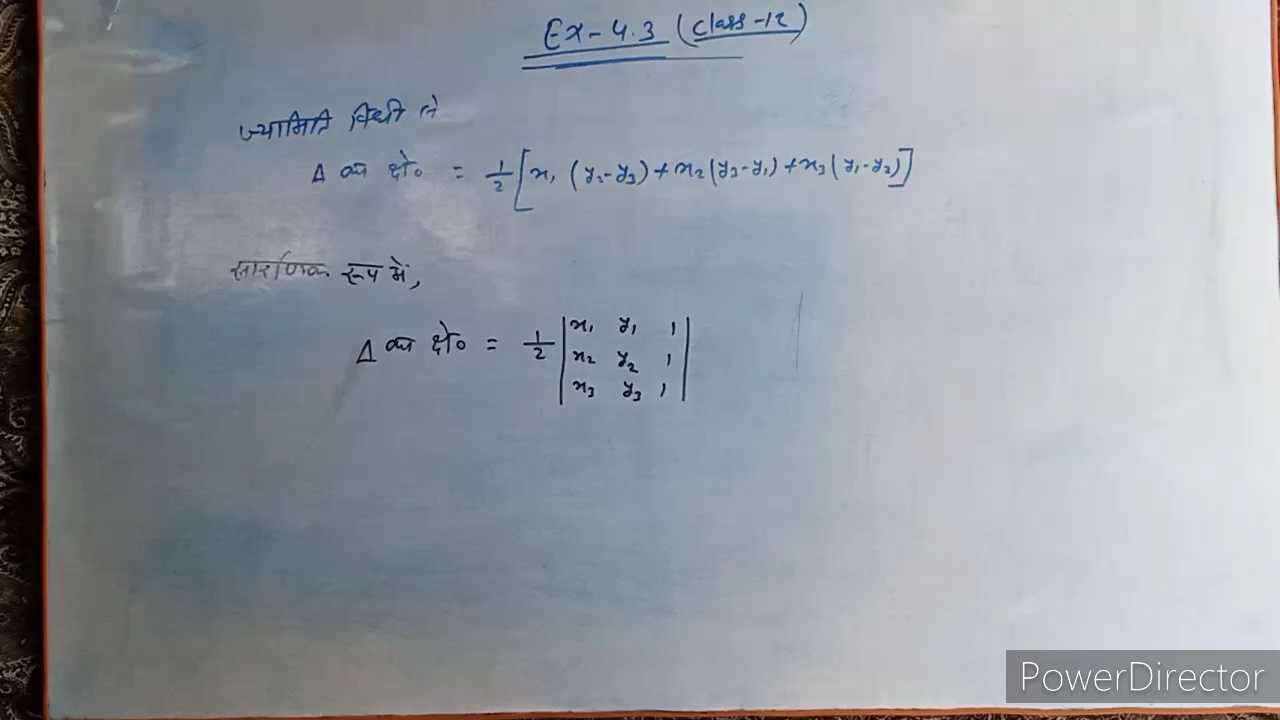 Ex-4.3 (Class-12)
ज्यामिति विधी से
Δ का क्षे० = 1/2 [x₁ (y₂-y₃) + x₂ (y₃-y₁) + x₃ (y₁-y₂)]
सारणिक रूप में,
Δ का क्षे० = 1/2 | x₁ y₁ 1 |
| x₂ y₂ 1 |
| x₃ y₃ 1 |
PowerDirector